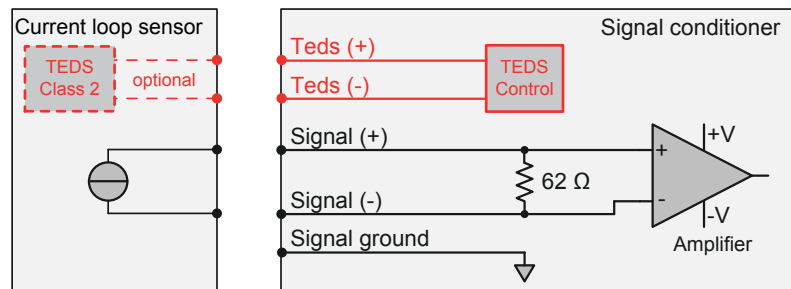 Current loop sensor
TEDS
Class 2
optional
Signal conditioner
Teds (+)
Teds (-)
TEDS
Control
Signal (+)
Signal (-)
Signal ground
62 Ω
+
-
+V
-V
Amplifier